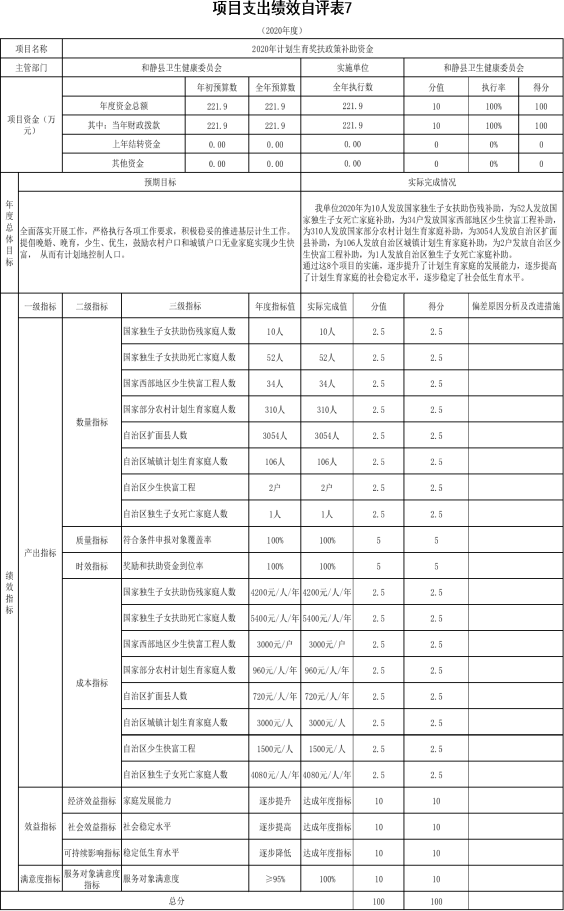 项目支出绩效自评表7
（2020年度）
项目名称 2020年计划生育奖扶政策补助资金
主管部门 和静县卫生健康委员会 实施单位 和静县卫生健康委员会
项目资金（万元） 年初预算数 全年预算数 全年执行数 分值 执行率 得分
年度资金总额 221.9 221.9 221.9 10 100% 100
其中：当年财政拨款 221.9 221.9 221.9 10 100% 100
上年结转资金 0.00 0.00 0.00 0 0% 0
其他资金 0.00 0.00 0.00 0 0% 0
年度总体目标 预期目标 实际完成情况
全面落实开展工作，严格执行各项工作要求，积极稳妥的推进基层计生工作。
提倡晚婚、晚育，少生、优生，鼓励农村户口和城镇户口无业家庭实现少生快
富， 从而有计划地控制人口。
我单位2020年为10人发放国家独生子女伤残补助，为52人发放国
家独生子女死亡家庭补助，为34户发放国家西部地区少生快富工程补助，
为310人发放国家部分农村计划生育家庭补助，为3054人发放自治区扩面
县补助，为106人发放自治区城镇计划生育家庭补助，为2户发放自治区少
生快富工程补助，为1人发放自治区独生子女死亡家庭补助。
通过这8个项目的实施，逐步提升了计划生育家庭的发展能力，逐步提高
了计划生育家庭的社会稳定水平，逐步稳定了社会低生育水平。
绩效指标 一级指标 二级指标 三级指标 年度指标值 实际完成值 分值 得分 偏差原因分析及改进措施
产出指标 数量指标 国家独生子女扶助伤残家庭人数 10人 10人 2.5 2.5
国家独生子女扶助死亡家庭人数 52人 52人 2.5 2.5
国家西部地区少生快富工程人数 34人 34人 2.5 2.5
国家部分农村计划生育家庭人数 310人 310人 2.5 2.5
自治区扩面县人数 3054人 3054人 2.5 2.5
自治区城镇计划生育家庭人数 106人 106人 2.5 2.5
自治区少生快富工程 2户 2户 2.5 2.5
自治区独生子女死亡家庭人数 1人 1人 2.5 2.5
质量指标 符合条件申报对象覆盖率 100% 100% 5 5
时效指标 奖励和扶助资金到位率 100% 100% 5 5
成本指标 国家独生子女扶助伤残家庭人数 4200元/人/年 4200元/人/年 2.5 2.5
国家独生子女扶助死亡家庭人数 5400元/人/年 5400元/人/年 2.5 2.5
国家西部地区少生快富工程人数 3000元/户 3000元/户 2.5 2.5
国家部分农村计划生育家庭人数 960元/人/年 960元/人/年 2.5 2.5
自治区扩面县人数 720元/人/年 720元/人/年 2.5 2.5
自治区城镇计划生育家庭人数 3000元/人 3000元/人 2.5 2.5
自治区少生快富工程 1500元/人 1500元/人 2.5 2.5
自治区独生子女死亡家庭人数 4080元/人/年 4080元/人/年 2.5 2.5
效益指标 经济效益指标 家庭发展能力 逐步提升 达成年度指标 10 10
社会效益指标 社会稳定水平 逐步提高 达成年度指标 10 10
可持续影响指标 稳定低生育水平 逐步降低 达成年度指标 10 10
满意度指标 服务对象满意度指标 服务对象满意度 ≥95% 100% 10 10
总分 100 100